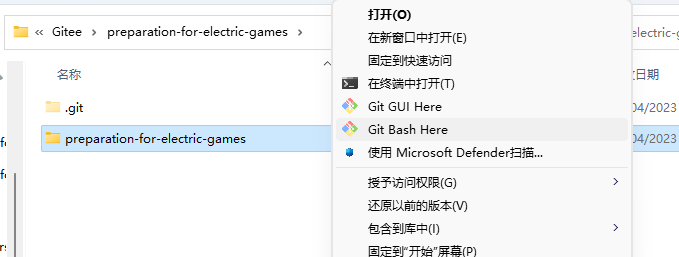 打开(O)
« Gitee › preparation-for-electric-games ›
electric-g
在新窗口中打开(E)
固定到快速访问
名称
改日期
在终端中打开(T)
.git
Git GUI Here
04/2023
preparation-for-electric-games
Git Bash Here
04/2023
使用 Microsoft Defender扫描...
授予访问权限(G)
还原以前的版本(V)
包含到库中(I)
固定到"开始"屏幕(P)